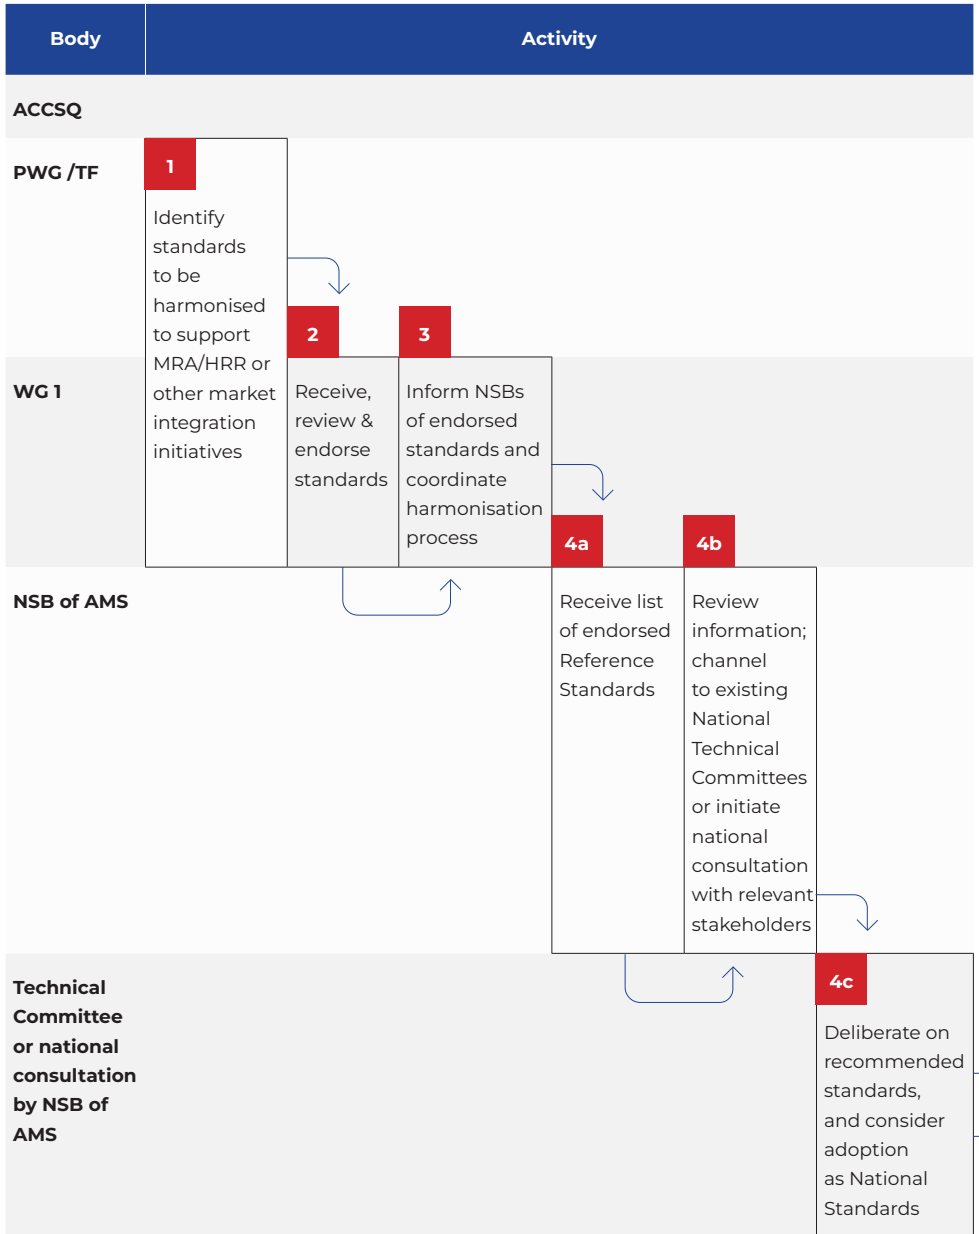 Body
Activity
ACCSQ
PWG /TF
1
Identify
standards
to be
harmonised
to support
MRA/HRR or
other market
integration
initiatives
WG 1
2
Receive,
review &
endorse
standards
3
Inform NSBs
of endorsed
standards and
coordinate
harmonisation
process
NSB of AMS
4a
Receive list
of endorsed
Reference
Standards
4b
Review
information;
channel
to existing
National
Technical
Committees
or initiate
national
consultation
with relevant
stakeholders
Technical
Committee
or national
consultation
by NSB of
AMS
4c
Deliberate on
recommended
standards,
and consider
adoption
as National
Standards